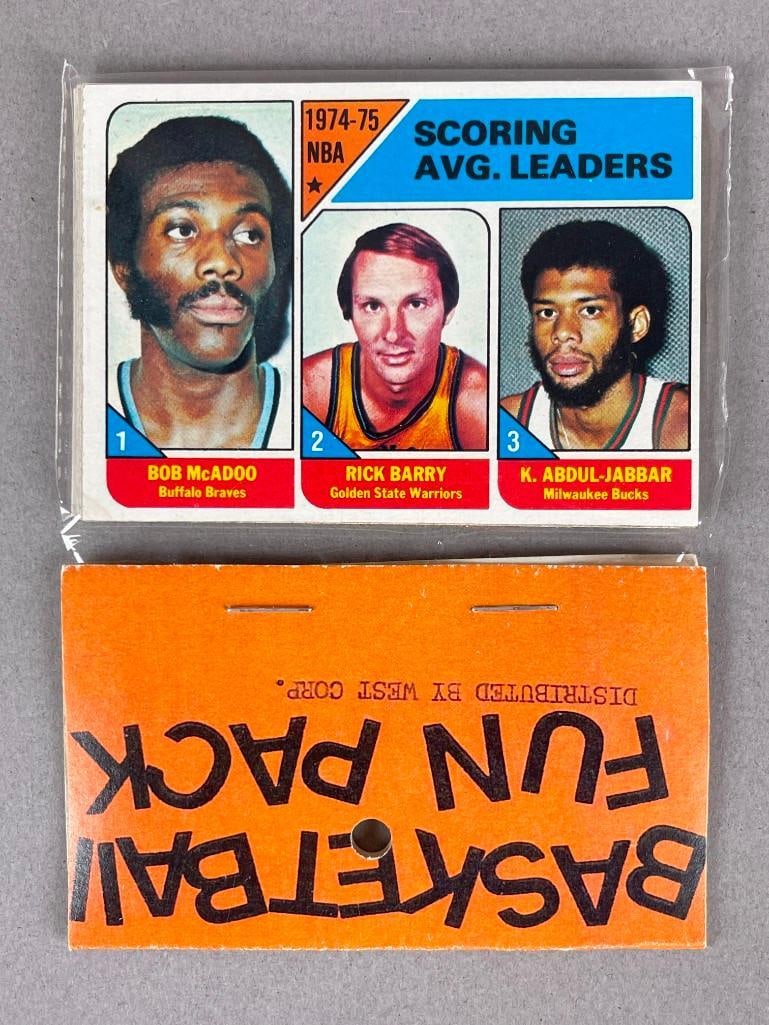 1974-75
NBA
SCORING
AVG. LEADERS
1
2
3
BOB McADOO
Buffalo Braves
RICK BARRY
Golden State Warriors
K. ABDUL-JABBAR
Milwaukee Bucks
BASKETBALL
FUN PACK
DISTRIBUTED BY WEST CORP.